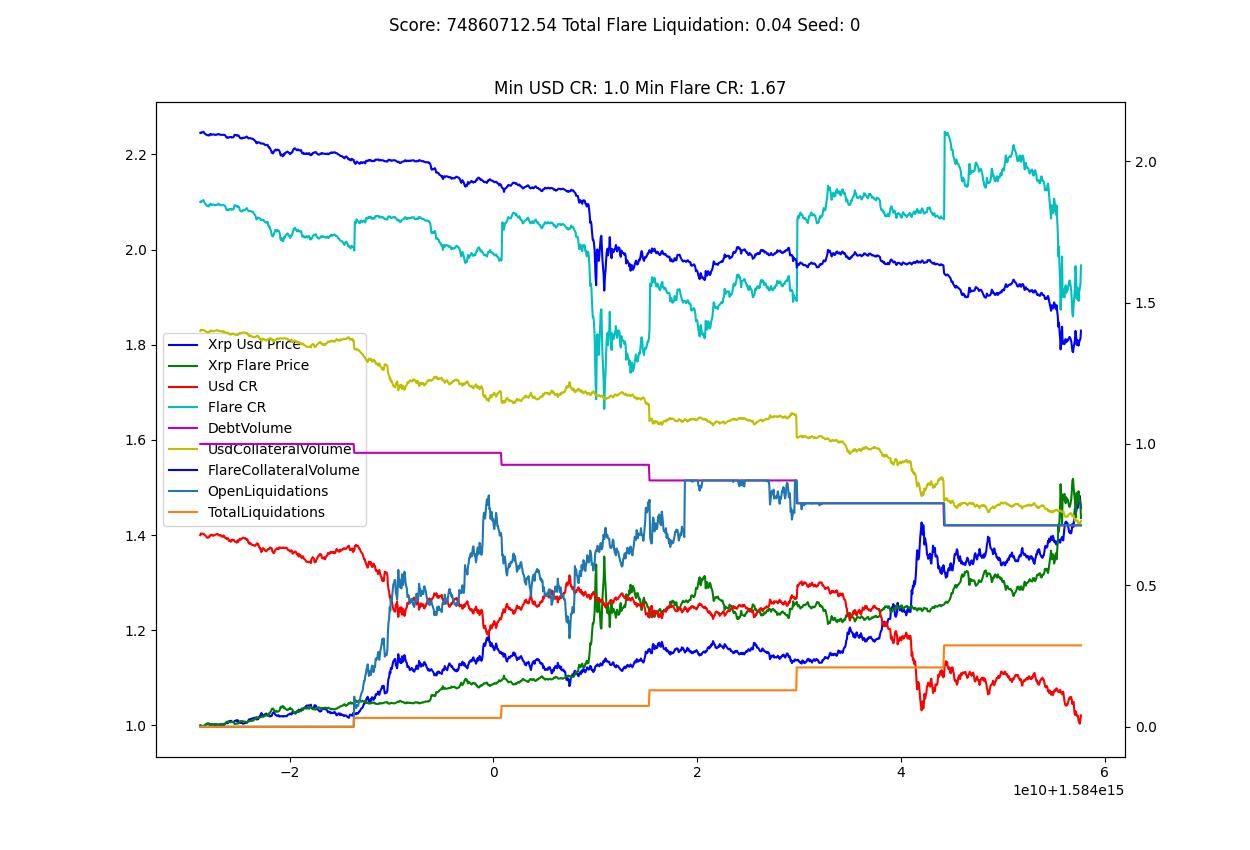 Score: 74860712.54 Total Flare Liquidation: 0.04 Seed: 0
Min USD CR: 1.0 Min Flare CR: 1.67
2.2
2.0
1.8
1.6
1.4
1.2
1.0
2.0
1.5
1.0
0.5
0.0
Xrp Usd Price
Xrp Flare Price
Usd CR
Flare CR
DebtVolume
UsdCollateralVolume
FlareCollateralVolume
OpenLiquidations
TotalLiquidations
−2
0
2
4
6
1e10+1.584e15